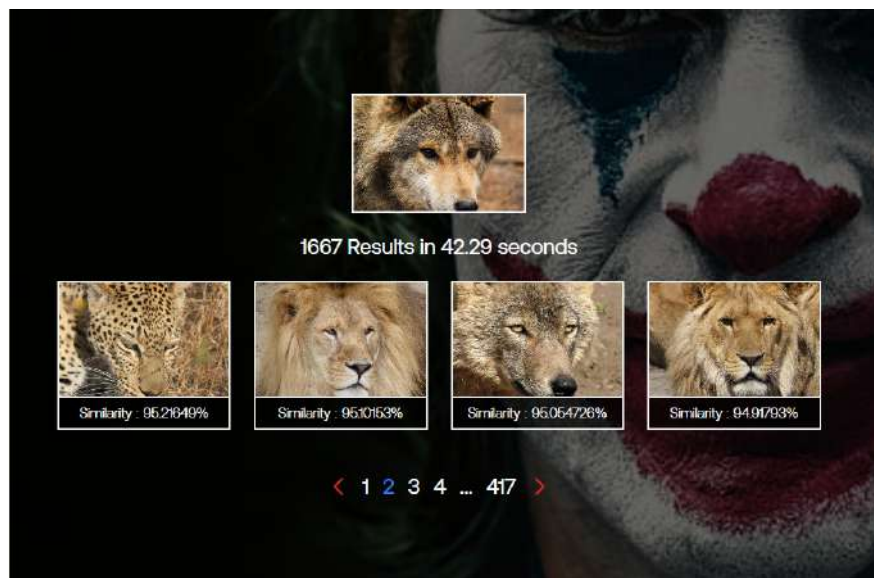 1667 Results in 42.29 seconds
Similarity : 95.21649%
Similarity : 95.10153%
Similarity : 95.054726%
Similarity : 94.91793%
< 1 2 3 4 ... 417 >